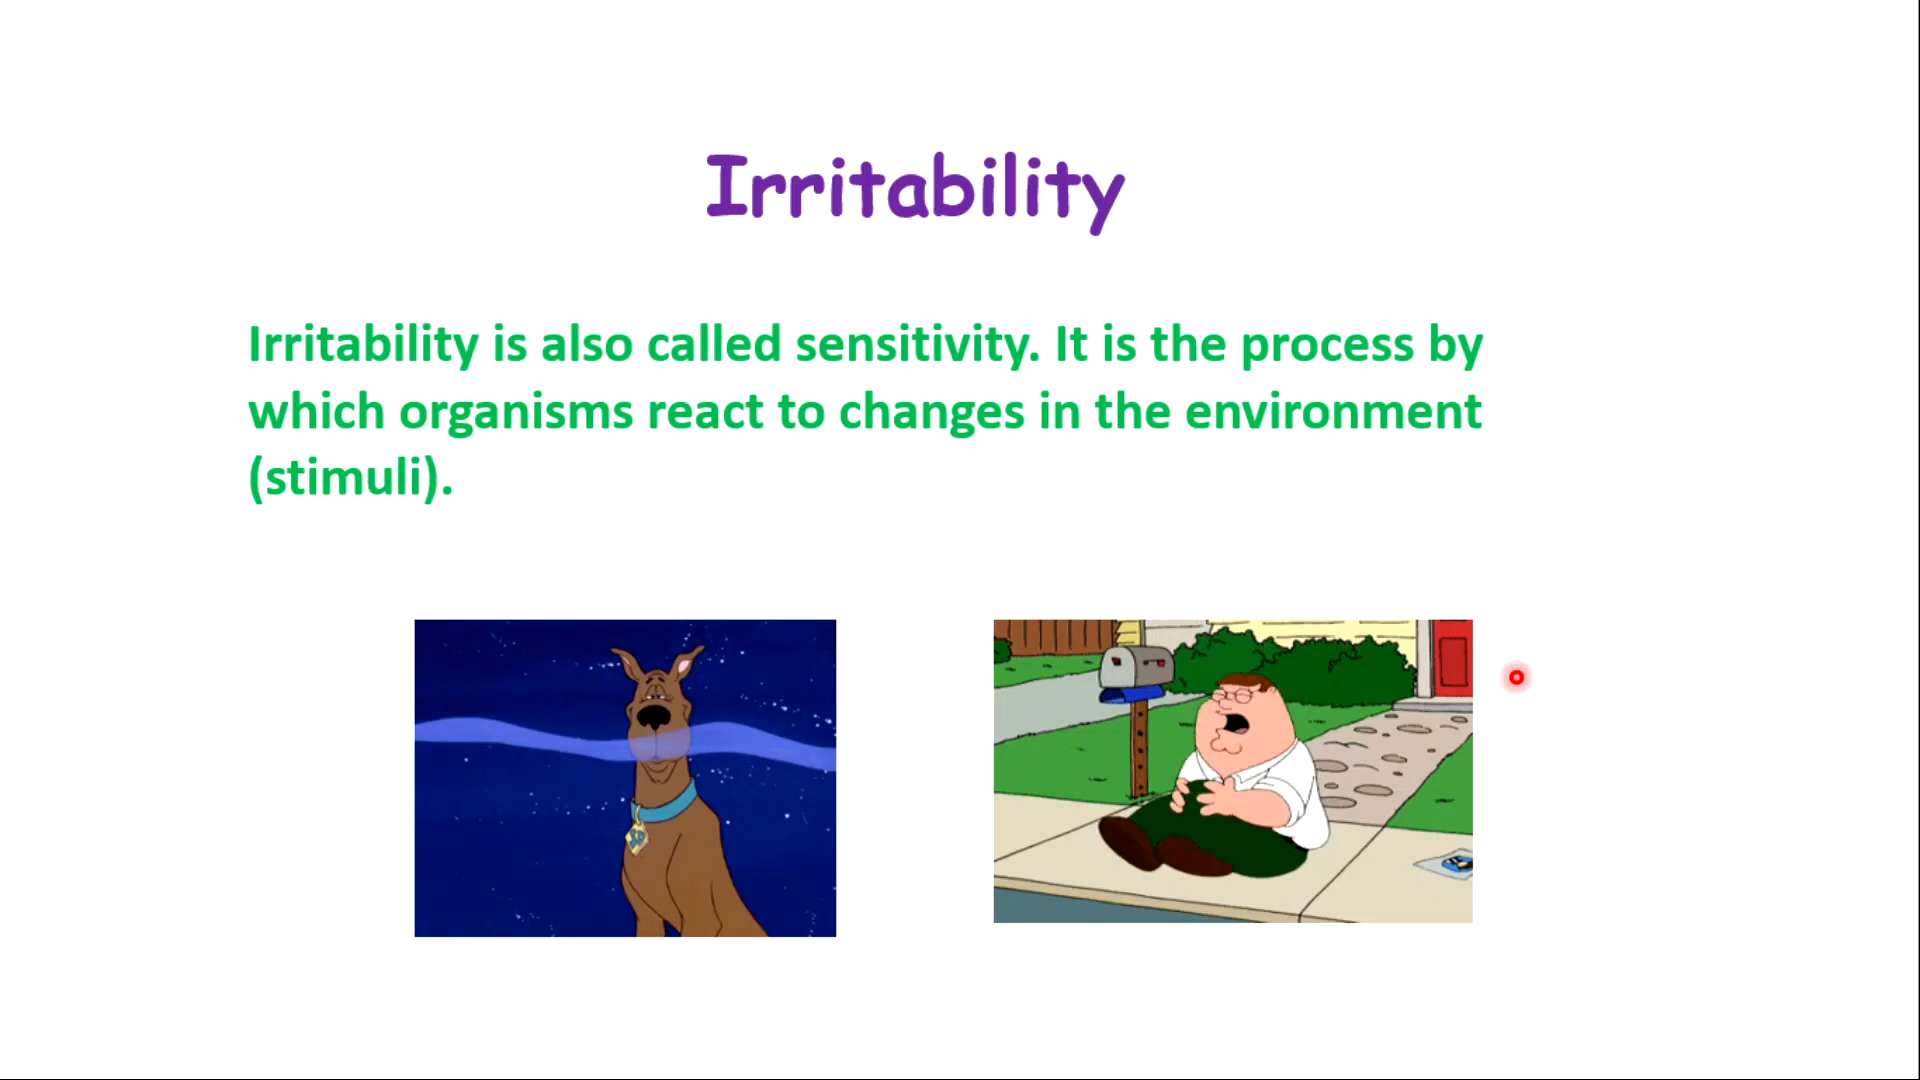 Irritability
Irritability is also called sensitivity. It is the process by
which organisms react to changes in the environment
(stimuli).
SD